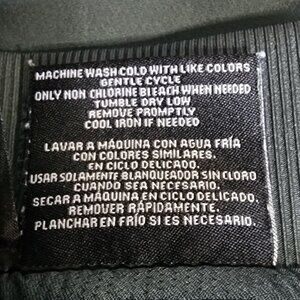 MACHINE WASH COLD WITH LIKE COLORS
GENTLE CYCLE
ONLY NON CHLORINE BLEACH WHEN NEEDED
TUMBLE DRY LOW
REMOVE PROMPTLY
COOL IRON IF NEEDED
LAVAR A MÁQUINA CON AGUA FRÍA
CON COLORES SIMILARES.
EN CICLO DELICADO.
USAR SOLAMENTE BLANQUEADOR SIN CLORO
CUANDO SEA NECESARIO.
SECAR A MÁQUINA EN CICLO DELICADO.
REMOVER RÁPIDAMENTE.
PLANCHAR EN FRÍO SI ES NECESARIO.